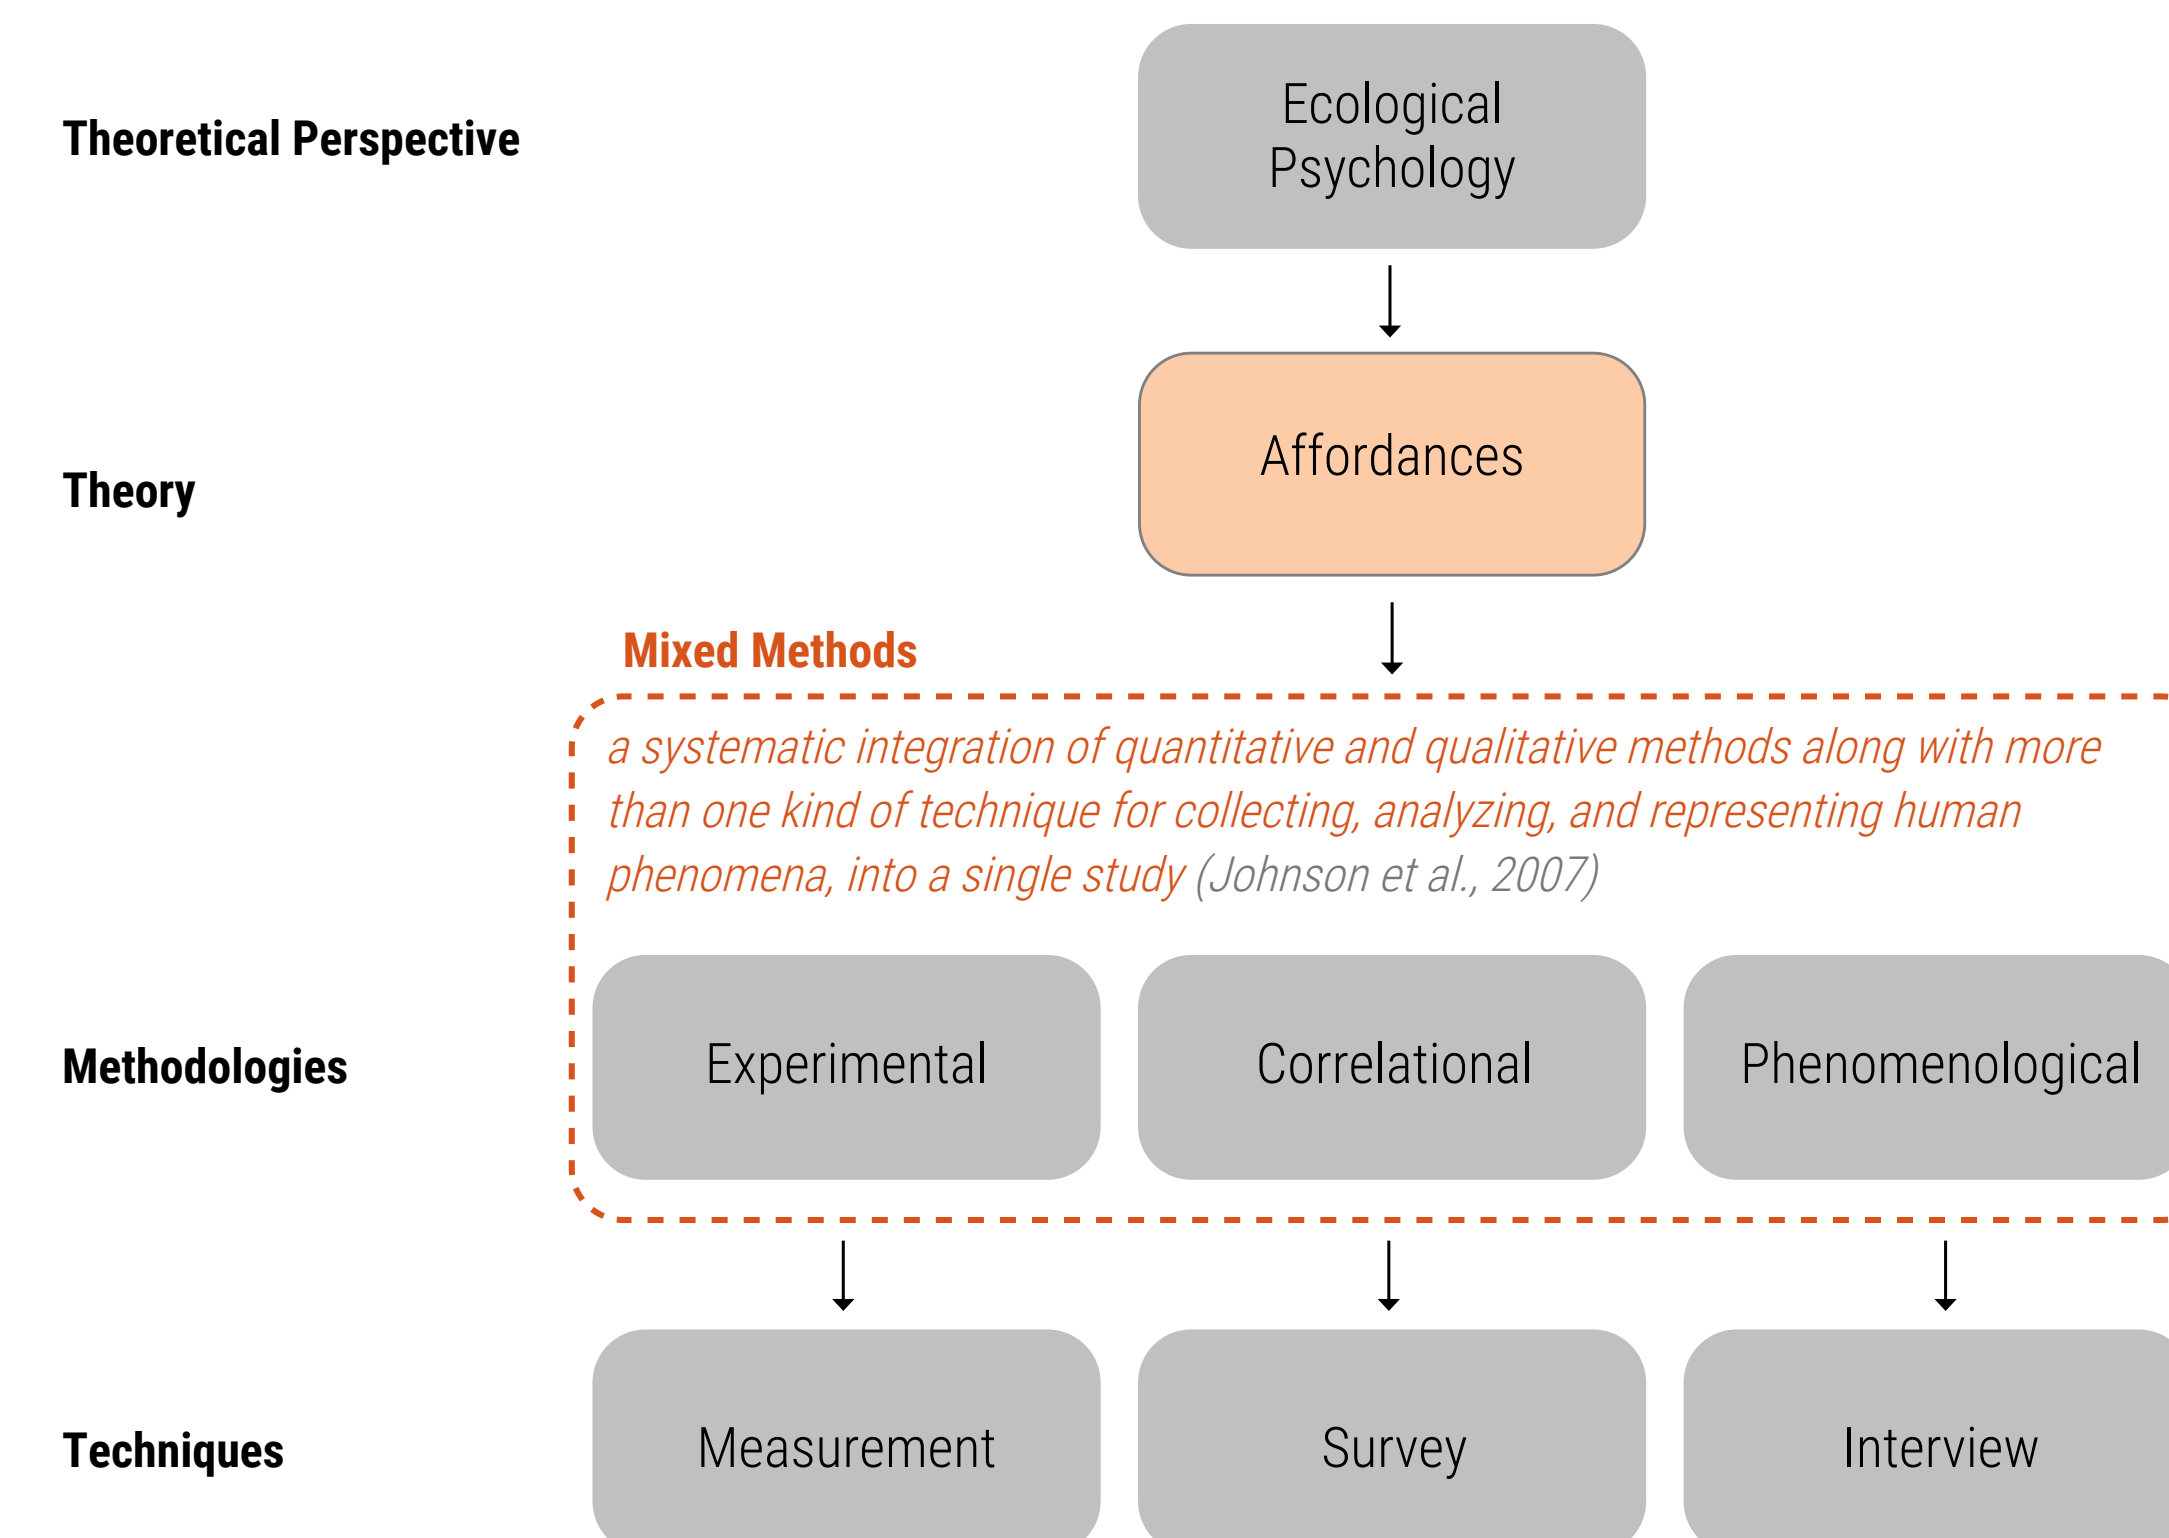 Theoretical Perspective
Ecological
Psychology
Theory
Affordances
Mixed Methods
a systematic integration of quantitative and qualitative methods along with more
than one kind of technique for collecting, analyzing, and representing human
phenomena, into a single study (Johnson et al., 2007)
Methodologies
Experimental
Correlational
Phenomenological
Techniques
Measurement
Survey
Interview